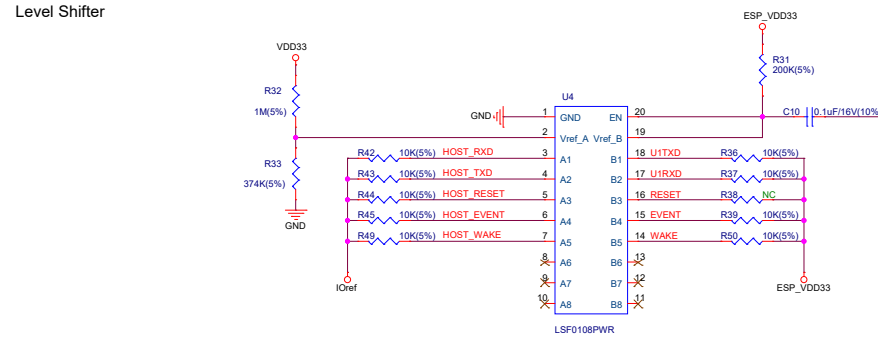 Level Shifter
ESP_VDD33
VDD33
R31
200K(5%)
R32
1M(5%)
U4
C10 0.1uF/16V(10%
GND 1 GND EN 20
2 Vref_A Vref_B 19
R42 10K(5%) HOST_RXD 3 A1 B1 18 U1TXD R36 10K(5%)
R43 10K(5%) HOST_TXD 4 A2 B2 17 U1RXD R37 10K(5%)
R33
374K(5%)
R44 10K(5%) HOST_RESET 5 A3 B3 16 RESET R38 NC
R45 10K(5%) HOST_EVENT 6 A4 B4 15 EVENT R39 10K(5%)
GND
R49 10K(5%) HOST_WAKE 7 A5 B5 14 WAKE R50 10K(5%)
8 A6 B6 13
9 A7 B7 12
IOref
ESP_VDD33
10 A8 B8 11
LSF0108PWR